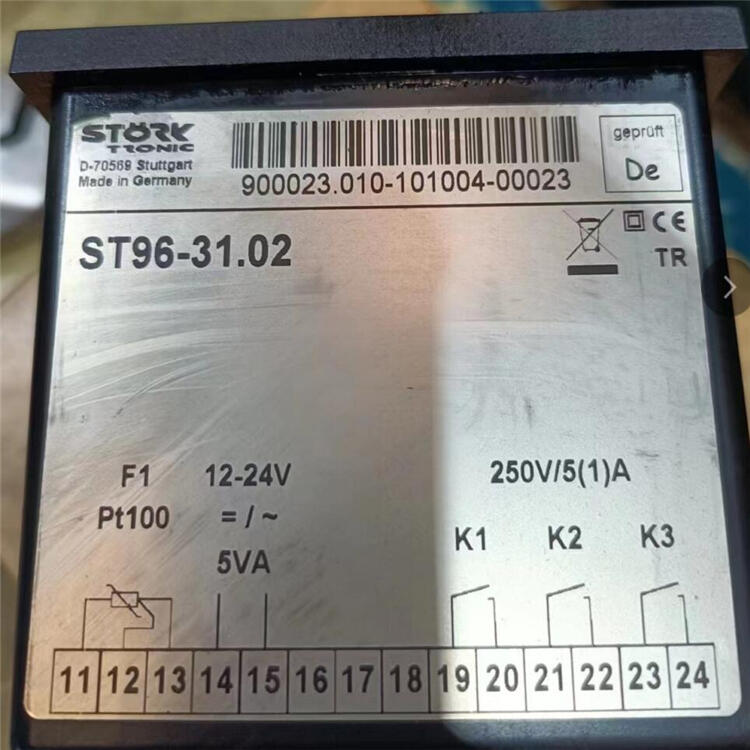 STÖRK
TRONIC
D-70569 Stuttgart
Made in Germany
900023.010-101004-00023
geprüft
De
ST96-31.02
CE
TR
F1 12-24V 250V/5(1)A
Pt100 = / ~
5VA
K1 K2 K3
11 12 13 14 15 16 17 18 19 20 21 22 23 24